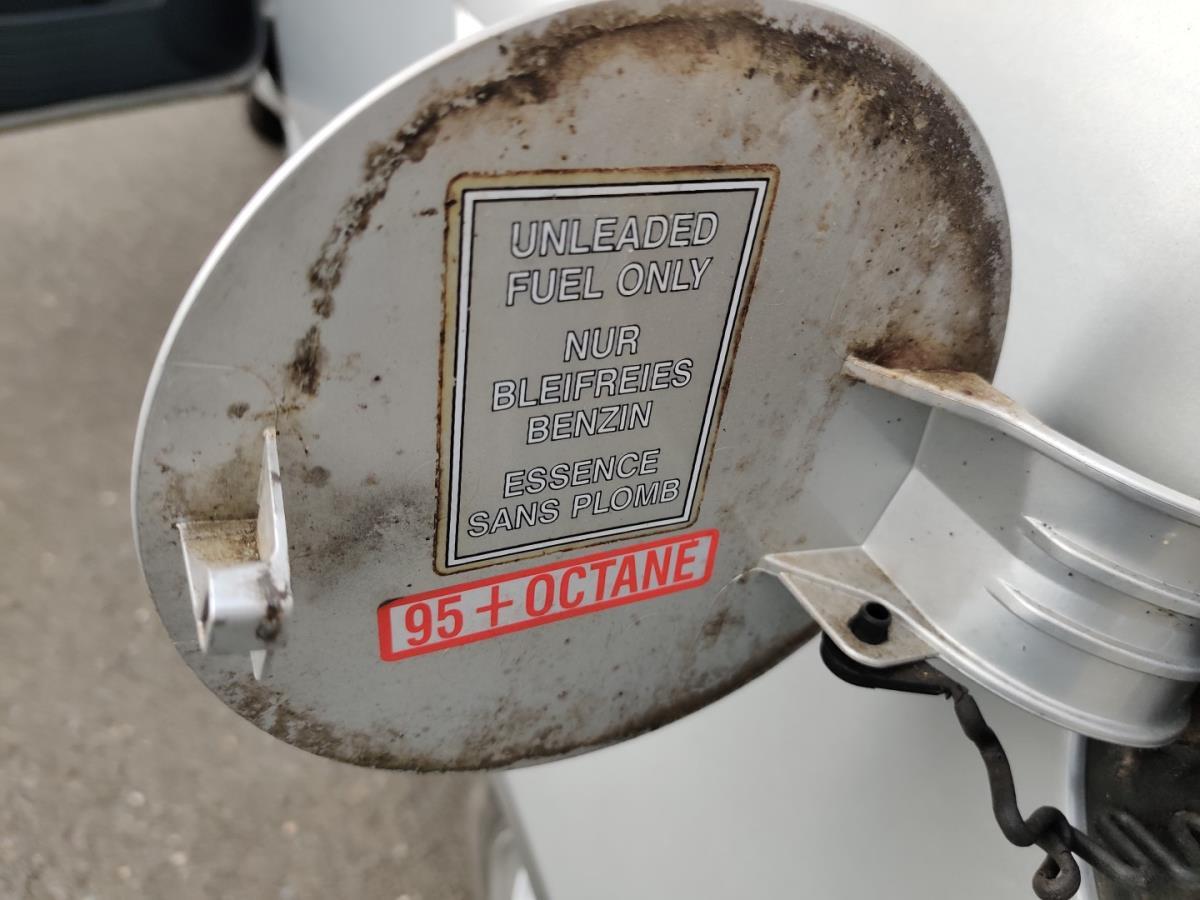 UNLEADED
FUEL ONLY
NUR
BLEIFREIES
BENZIN
ESSENCE
SANS PLOMB
95 + OCTANE